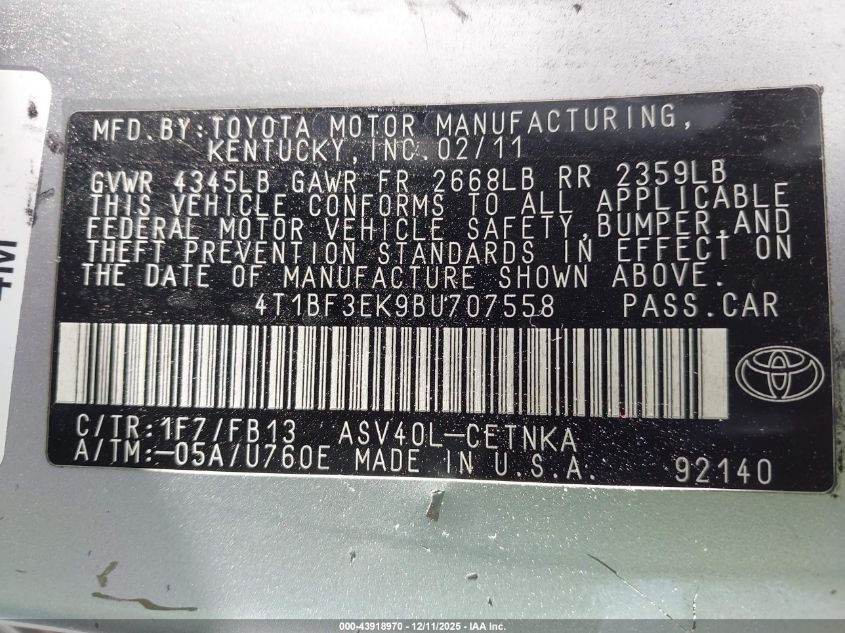 MFD.BY:TOYOTA MOTOR MANUFACTURING,
KENTUCKY,INC.02/11
GVWR 4345LB GAWR FR 2668LB RR 2359LB
THIS VEHICLE CONFORMS TO ALL APPLICABLE
FEDERAL MOTOR VEHICLE SAFETY,BUMPER,AND
THEFT PREVENTION STANDARDS IN EFFECT ON
THE DATE OF MANUFACTURE SHOWN ABOVE.
4T1BF3EK9BU707558 PASS.CAR
C/TR:1F7/FB13 ASV40L-CETNKA
A/TM:-05A/U760E MADE IN U.S.A. 92140
4M
000-43918970 - 12/11/2025 - IAA Inc.